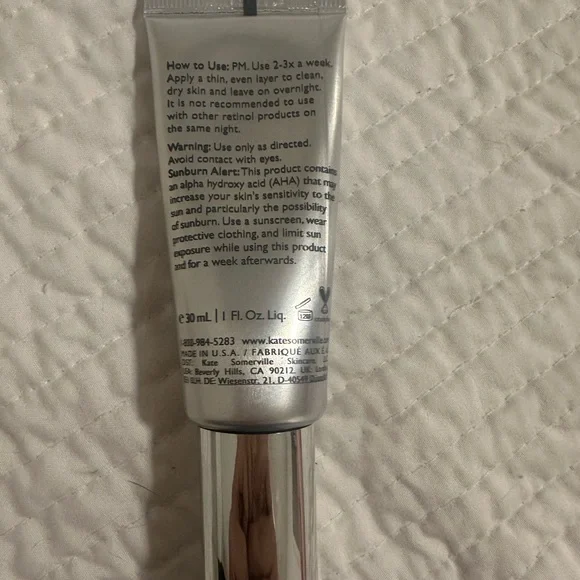 How to Use: PM. Use 2-3x a week.
Apply a thin, even layer to clean,
dry skin and leave on overnight.
It is not recommended to use
with other retinol products on
the same night.
Warning: Use only as directed.
Avoid contact with eyes.
Sunburn Alert: This product contains
an alpha hydroxy acid (AHA) that may
increase your skin's sensitivity to the
sun and particularly the possibility
of sunburn. Use a sunscreen, wear
protective clothing, and limit sun
exposure while using this product
and for a week afterwards.
℮ 30 mL | 1 Fl. Oz. Liq.
-888-984-5283 www.katesomerville.com
MADE IN U.S.A. / FABRIQUÉ AUX É
DIST: Kate Somerville Skincare,
Beverly Hills, CA 90212. UK:
DE: Wiesenstr. 21, D-40549